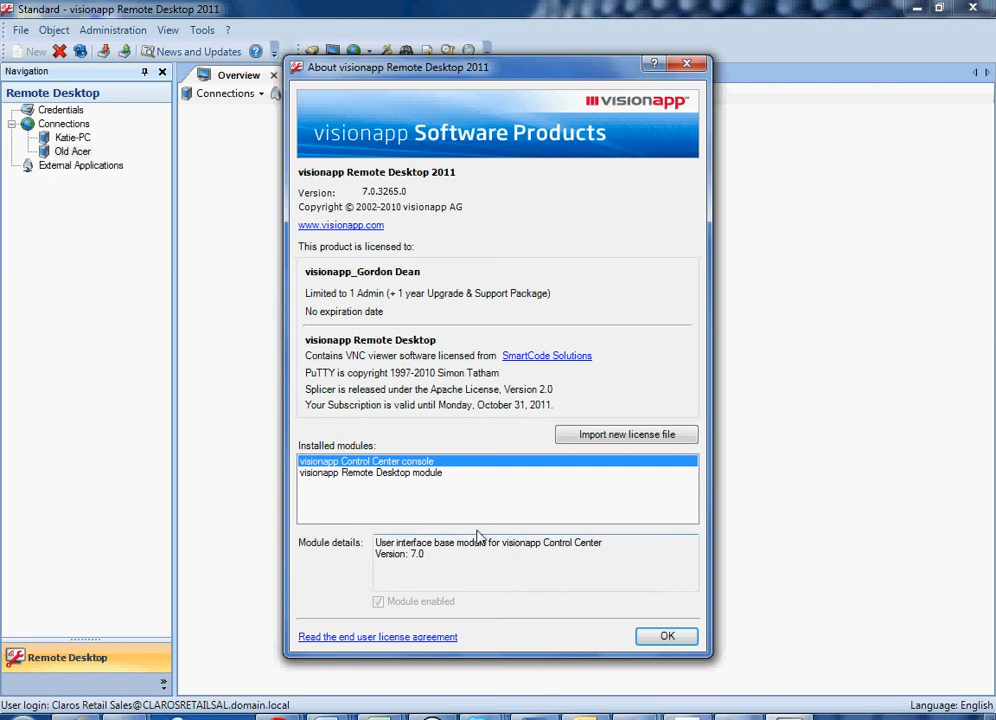 Standard - visionapp Remote Desktop 2011
File Object Administration View Tools ?
New News and Updates
Navigation
Overview
Remote Desktop
Connections
Credentials
Connections
Katie-PC
Old Acer
External Applications
About visionapp Remote Desktop 2011
visionapp
visionapp Software Products
visionapp Remote Desktop 2011
Version: 7.0.3265.0
Copyright © 2002-2010 visionapp AG
www.visionapp.com
This product is licensed to:
visionapp_Gordon Dean
Limited to 1 Admin (+ 1 year Upgrade & Support Package)
No expiration date
visionapp Remote Desktop
Contains VNC viewer software licensed from SmartCode Solutions
PuTTY is copyright 1997-2010 Simon Tatham
Splicer is released under the Apache License, Version 2.0
Your Subscription is valid until Monday, October 31, 2011.
Import new license file
Installed modules:
visionapp Control Center console
visionapp Remote Desktop module
Module details:
User interface base module for visionapp Control Center
Version: 7.0
Module enabled
Read the end user license agreement
OK
Remote Desktop
User login: Claros Retail Sales@CLAROSRETAILSAL.domain.local
Language: English